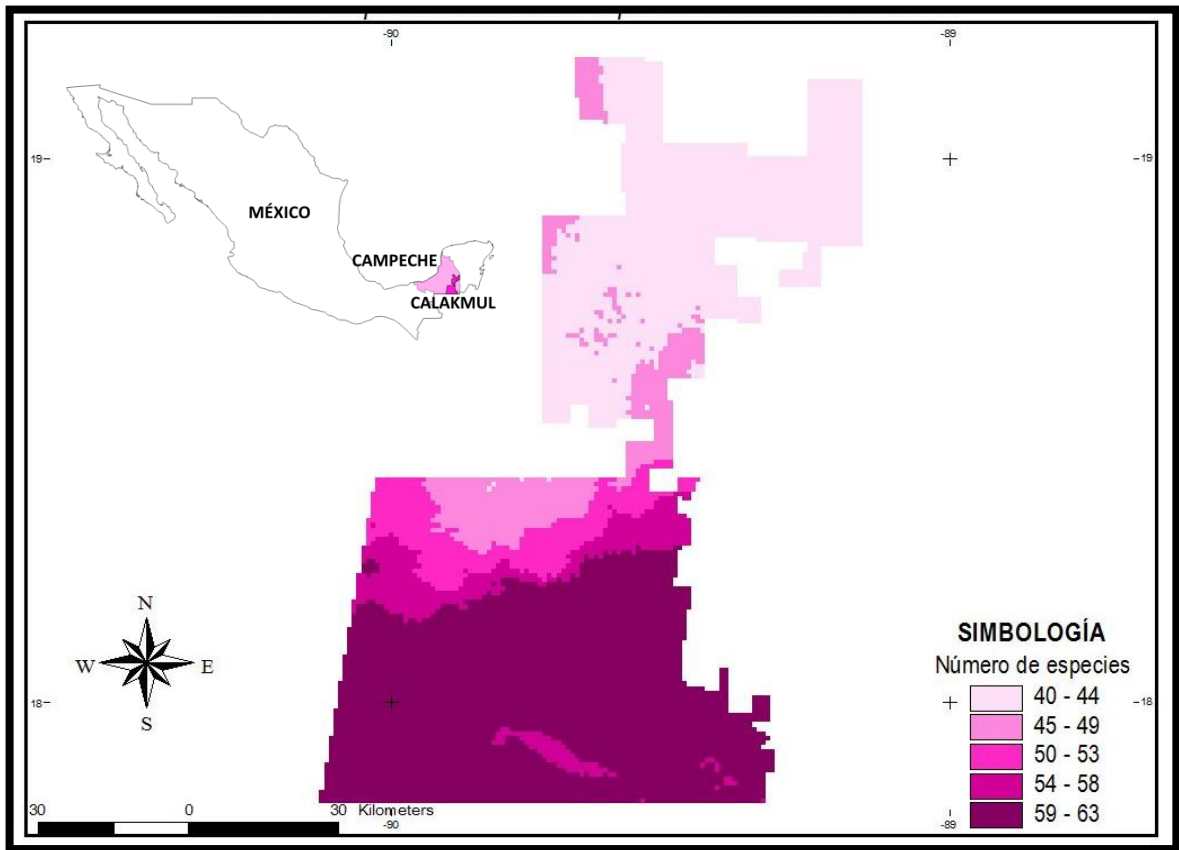 -90
-89
19
-19
MÉXICO
CAMPECHE
CALAKMUL
N
W
E
S
18
-18
SIMBOLOGÍA
Número de especies
40 - 44
45 - 49
50 - 53
54 - 58
59 - 63
30
0
30 Kilometers
-90
-89